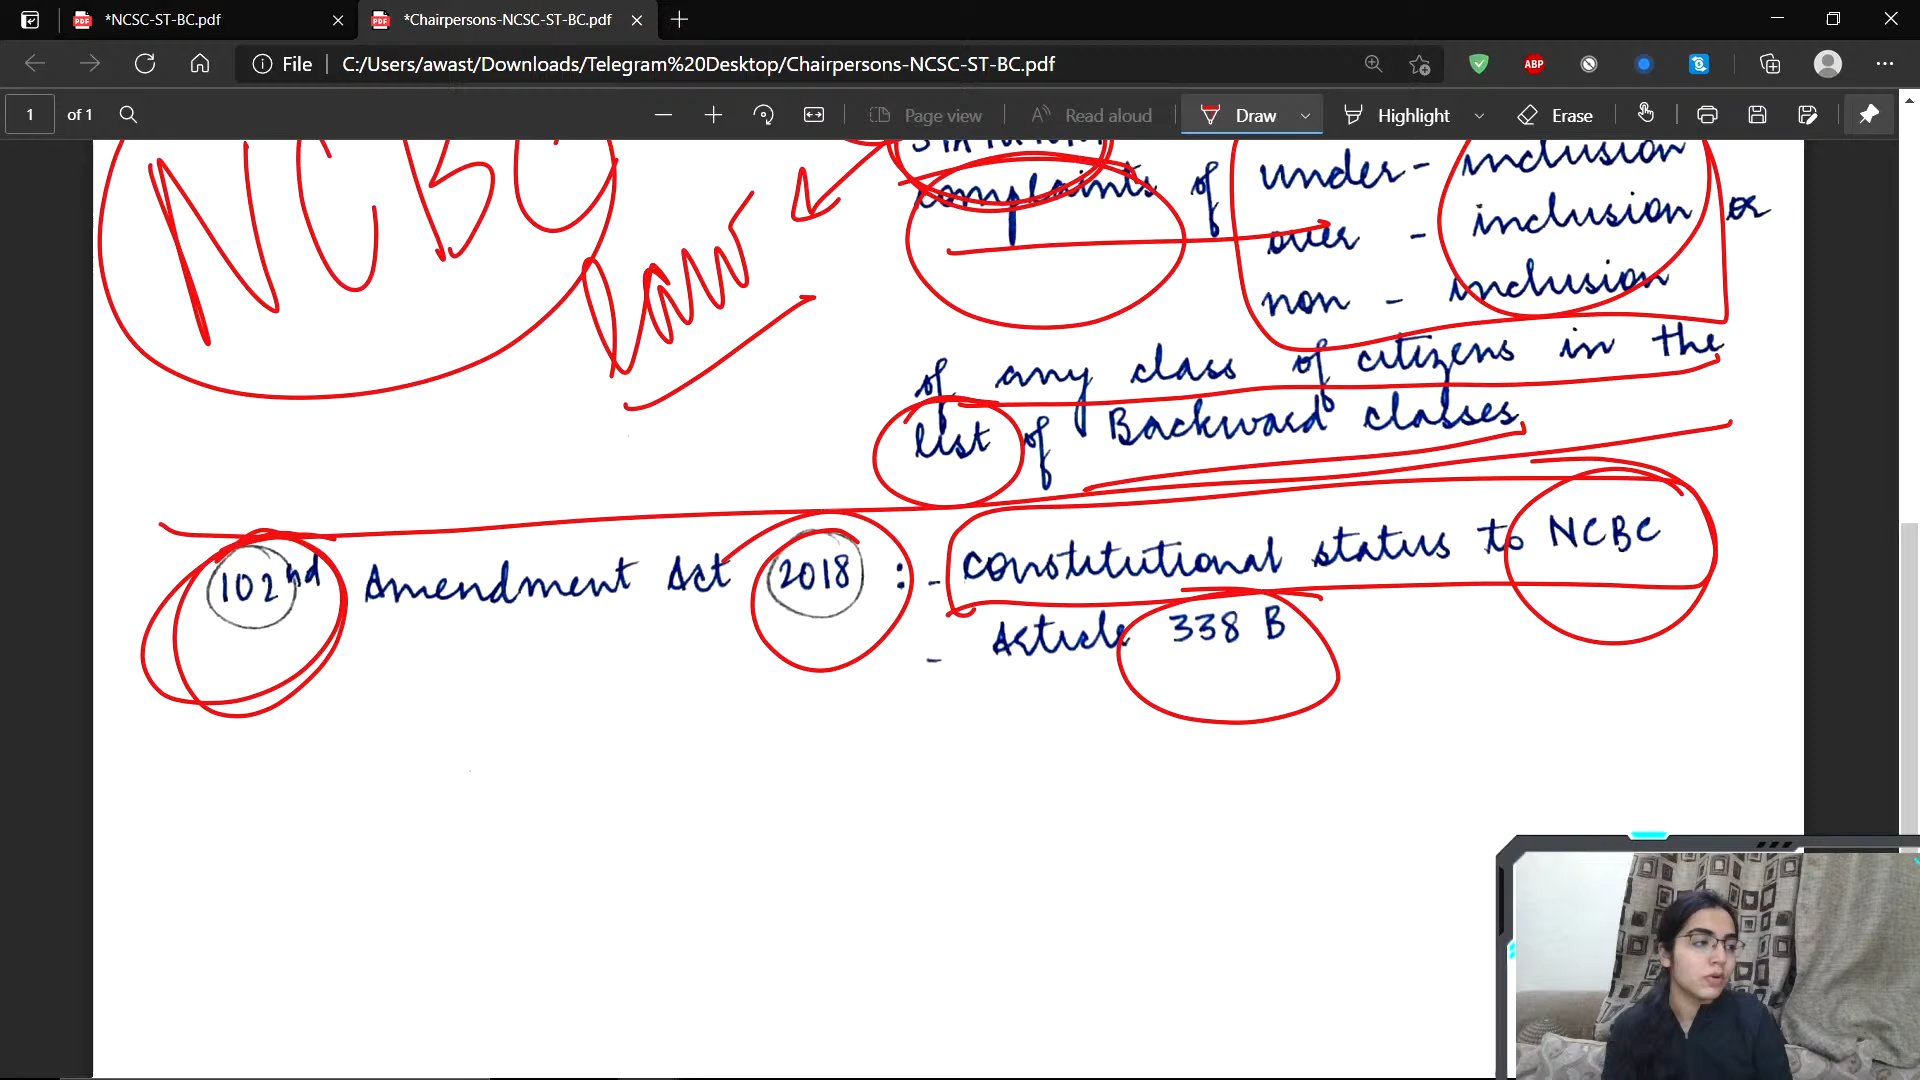 *NCSC-ST-BC.pdf
*Chairpersons-NCSC-ST-BC.pdf
File
C:/Users/awast/Downloads/Telegram%20Desktop/Chairpersons-NCSC-ST-BC.pdf
ABP
1 of 1
Page view
Read aloud
Draw
Highlight
Erase
NCBC
law
complaints of under - inclusion
over - inclusion or
non - inclusion
of any class of citizens in the
list of Backward classes
102nd Amendment Act 2018 : - constitutional status to NCBC
- Article 338 B